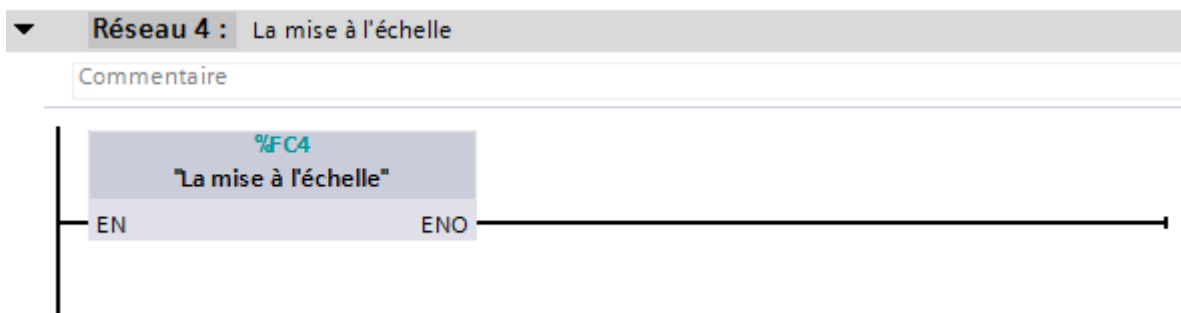 Réseau 4 : La mise à l'échelle
Commentaire
%FC4
"La mise à l'échelle"
EN ENO